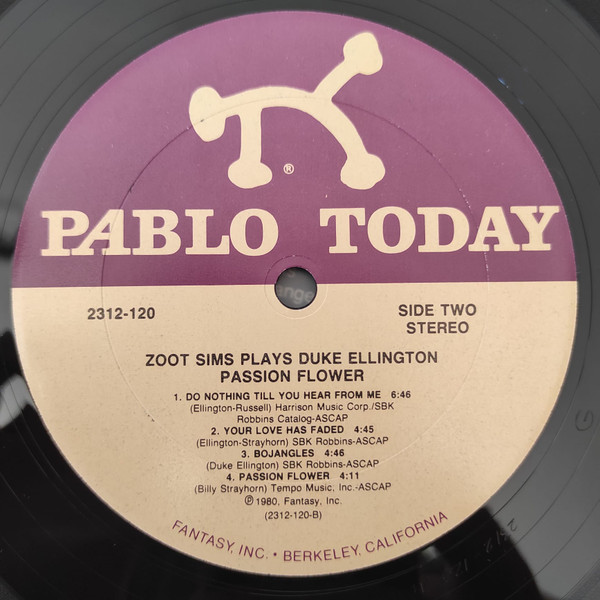 ®
PABLO TODAY
2312-120
SIDE TWO
STEREO
ZOOT SIMS PLAYS DUKE ELLINGTON
PASSION FLOWER
1. DO NOTHING TILL YOU HEAR FROM ME 6:46
(Ellington-Russell) Harrison Music Corp./SBK
Robbins Catalog-ASCAP
2. YOUR LOVE HAS FADED 4:45
(Ellington-Strayhorn) SBK Robbins-ASCAP
3. BOJANGLES 4:46
(Duke Ellington) SBK Robbins-ASCAP
4. PASSION FLOWER 4:11
(Billy Strayhorn) Tempo Music, Inc.-ASCAP
℗ 1980, Fantasy, Inc.
(2312-120-B)
FANTASY, INC. • BERKELEY, CALIFORNIA